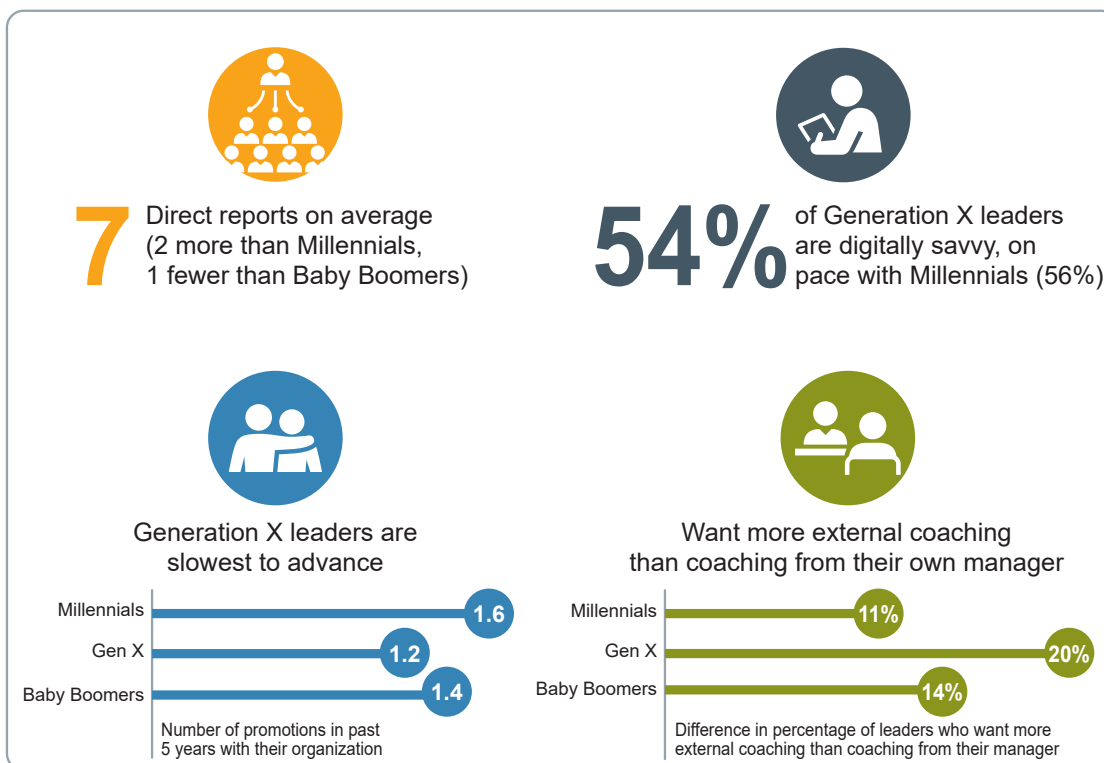 7
Direct reports on average
(2 more than Millennials,
1 fewer than Baby Boomers)
54%
of Generation X leaders
are digitally savvy, on
pace with Millennials (56%)
Generation X leaders are
slowest to advance
Millennials
1.6
Gen X
1.2
Baby Boomers
1.4
Number of promotions in past
5 years with their organization
Want more external coaching
than coaching from their own manager
Millennials
11%
Gen X
20%
Baby Boomers
14%
Difference in percentage of leaders who want more
external coaching than coaching from their manager